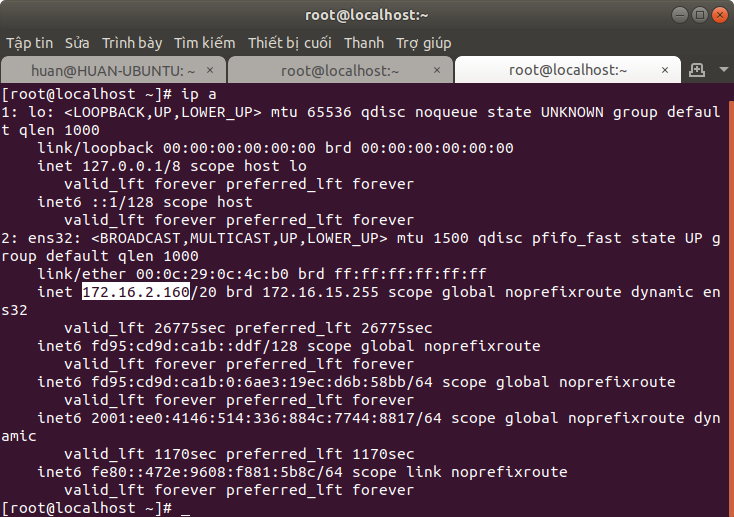 root@localhost:~
Tập tin Sửa Trình bày Tìm kiếm Thiết bị cuối Thanh Trợ giúp
huan@HUAN-UBUNTU: ~ × root@localhost:~ × root@localhost:~ ×
[root@localhost ~]# ip a
1: lo: <LOOPBACK,UP,LOWER_UP> mtu 65536 qdisc noqueue state UNKNOWN group defaul
t qlen 1000
    link/loopback 00:00:00:00:00:00 brd 00:00:00:00:00:00
    inet 127.0.0.1/8 scope host lo
       valid_lft forever preferred_lft forever
    inet6 ::1/128 scope host
       valid_lft forever preferred_lft forever
2: ens32: <BROADCAST,MULTICAST,UP,LOWER_UP> mtu 1500 qdisc pfifo_fast state UP g
roup default qlen 1000
    link/ether 00:0c:29:0c:4c:b0 brd ff:ff:ff:ff:ff:ff
    inet 172.16.2.160/20 brd 172.16.15.255 scope global noprefixroute dynamic en
s32
       valid_lft 26775sec preferred_lft 26775sec
    inet6 fd95:cd9d:ca1b::ddf/128 scope global noprefixroute
       valid_lft forever preferred_lft forever
    inet6 fd95:cd9d:ca1b:0:6ae3:19ec:d6b:58bb/64 scope global noprefixroute
       valid_lft forever preferred_lft forever
    inet6 2001:ee0:4146:514:336:884c:7744:8817/64 scope global noprefixroute dyn
amic
       valid_lft 1170sec preferred_lft 1170sec
    inet6 fe80::472e:9608:f881:5b8c/64 scope link noprefixroute
       valid_lft forever preferred_lft forever
[root@localhost ~]# _